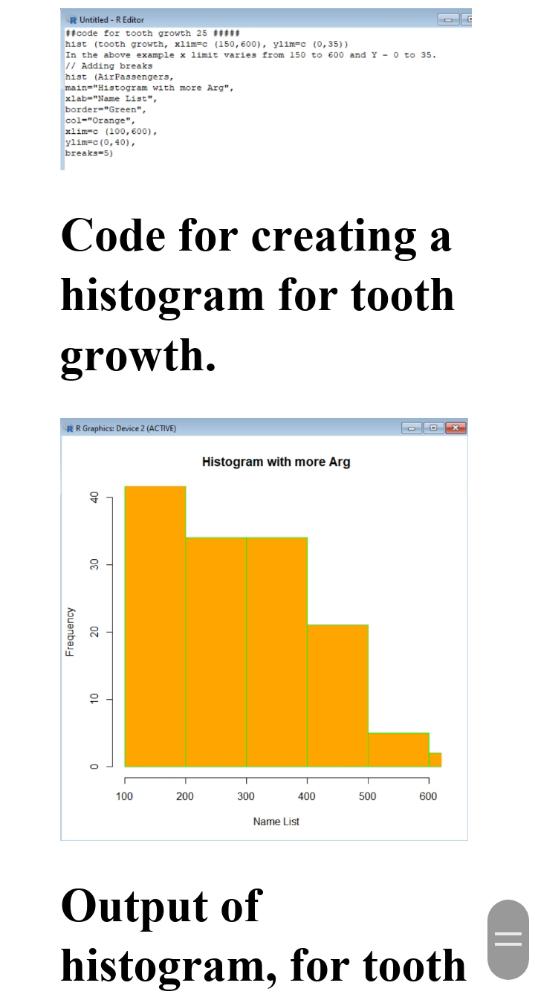 Untitled - R Editor
##code for tooth growth 25 #####
hist (tooth growth, xlim=c (150,600), ylim=c (0,35))
In the above example x limit varies from 150 to 600 and Y - 0 to 35.
// Adding breaks
hist (AirPassengers,
main="Histogram with more Arg",
xlab="Name List",
border="Green",
col="Orange",
xlim=c (100,600),
ylim=c(0,40),
breaks=5)
Code for creating a
histogram for tooth
growth.
R Graphics: Device 2 (ACTIVE)
Histogram with more Arg
40
30
20
10
0
Frequency
100 200 300 400 500 600
Name List
Output of
histogram, for tooth